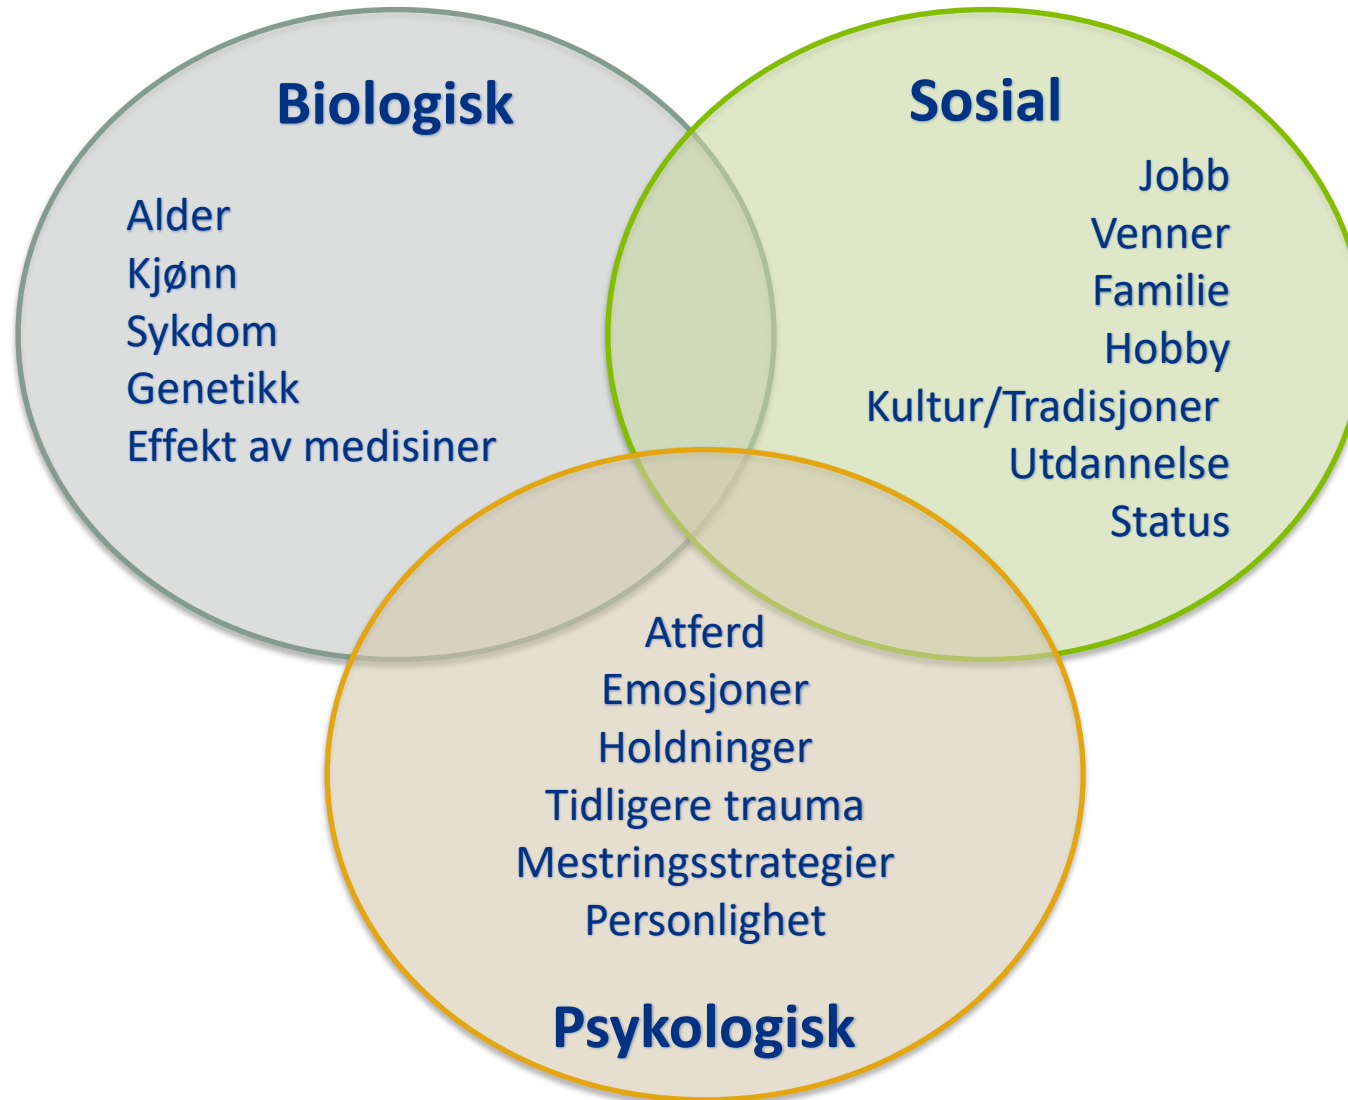 Biologisk
Alder
Kjønn
Sykdom
Genetikk
Effekt av medisiner
Sosial
Jobb
Venner
Familie
Hobby
Kultur/Tradisjoner
Utdannelse
Status
Atferd
Emosjoner
Holdninger
Tidligere trauma
Mestringsstrategier
Personlighet
Psykologisk